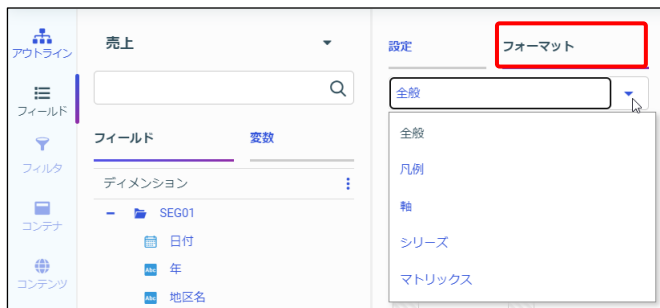 アウトライン
フィールド
フィルタ
コンテナ
コンテンツ
売上
フィールド
変数
ディメンション
SEG01
日付
Abc 年
Abc 地区名
設定
フォーマット
全般
全般
凡例
軸
シリーズ
マトリックス